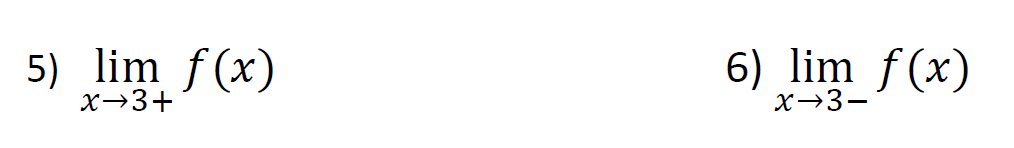 5) lim x→3+ f(x) 6) lim x→3− f(x)